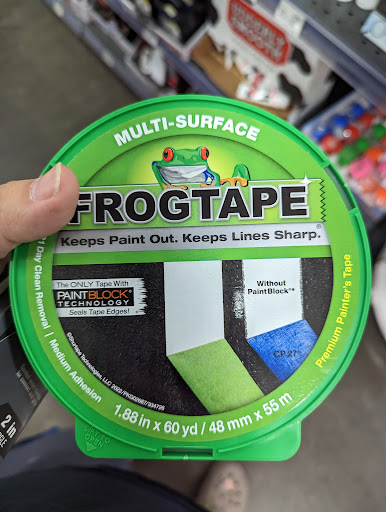 MULTI-SURFACE
FROGTAPE®
Keeps Paint Out. Keeps Lines Sharp.®
The ONLY Tape With
PAINTBLOCK®
TECHNOLOGY
Seals Tape Edges!
Without
PaintBlock®*
CP 27®
Day Clean Removal | Medium Adhesion
Premium Painter's Tape
1.88 in x 60 yd / 48 mm x 55 m
2 in